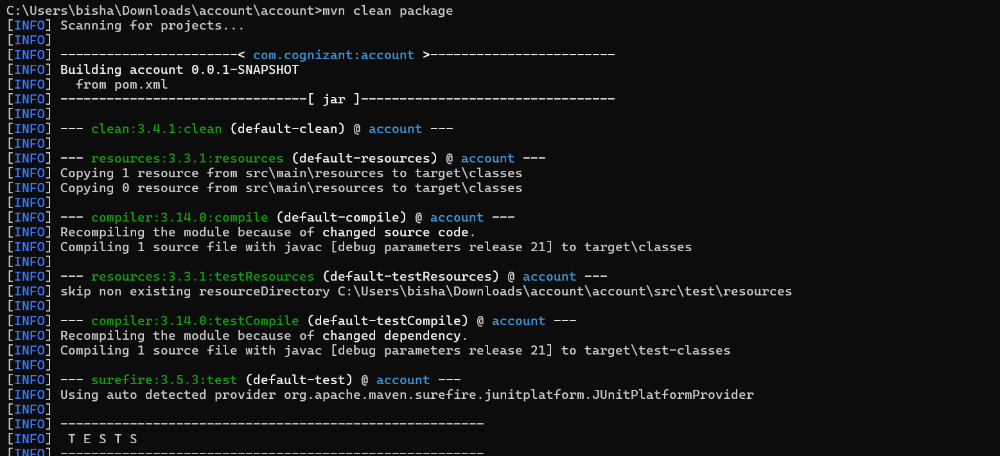 C:\Users\bisha\Downloads\account\account>mvn clean package
[INFO] Scanning for projects...
[INFO]
[INFO] -----------------------< com.cognizant:account >------------------------
[INFO] Building account 0.0.1-SNAPSHOT
[INFO]   from pom.xml
[INFO] --------------------------------[ jar ]---------------------------------
[INFO]
[INFO] --- clean:3.4.1:clean (default-clean) @ account ---
[INFO]
[INFO] --- resources:3.3.1:resources (default-resources) @ account ---
[INFO] Copying 1 resource from src\main\resources to target\classes
[INFO] Copying 0 resource from src\main\resources to target\classes
[INFO]
[INFO] --- compiler:3.14.0:compile (default-compile) @ account ---
[INFO] Recompiling the module because of changed source code.
[INFO] Compiling 1 source file with javac [debug parameters release 21] to target\classes
[INFO]
[INFO] --- resources:3.3.1:testResources (default-testResources) @ account ---
[INFO] skip non existing resourceDirectory C:\Users\bisha\Downloads\account\account\src\test\resources
[INFO]
[INFO] --- compiler:3.14.0:testCompile (default-testCompile) @ account ---
[INFO] Recompiling the module because of changed dependency.
[INFO] Compiling 1 source file with javac [debug parameters release 21] to target\test-classes
[INFO]
[INFO] --- surefire:3.5.3:test (default-test) @ account ---
[INFO] Using auto detected provider org.apache.maven.surefire.junitplatform.JUnitPlatformProvider
[INFO]
[INFO] -------------------------------------------------------
[INFO]  T E S T S
[INFO] -------------------------------------------------------